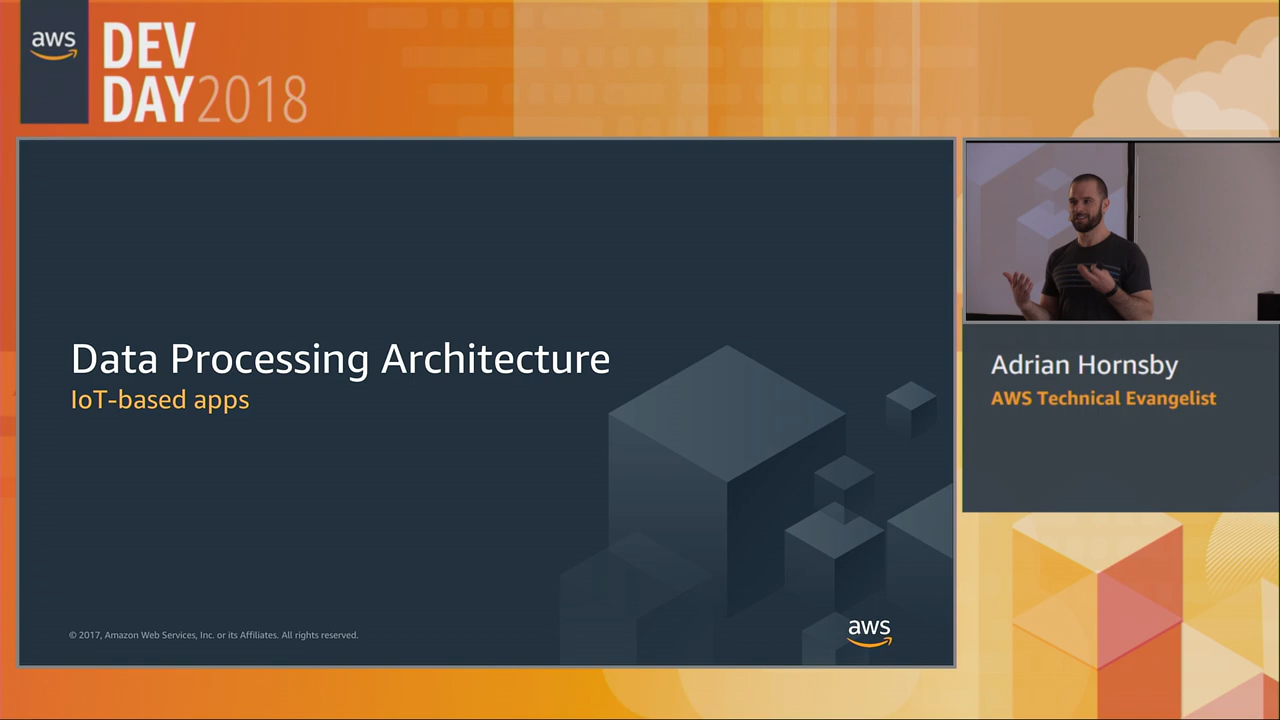 aws
DEV
DAY2018
Data Processing Architecture
IoT-based apps
© 2017, Amazon Web Services, Inc. or its Affiliates. All rights reserved.
aws
Adrian Hornsby
AWS Technical Evangelist